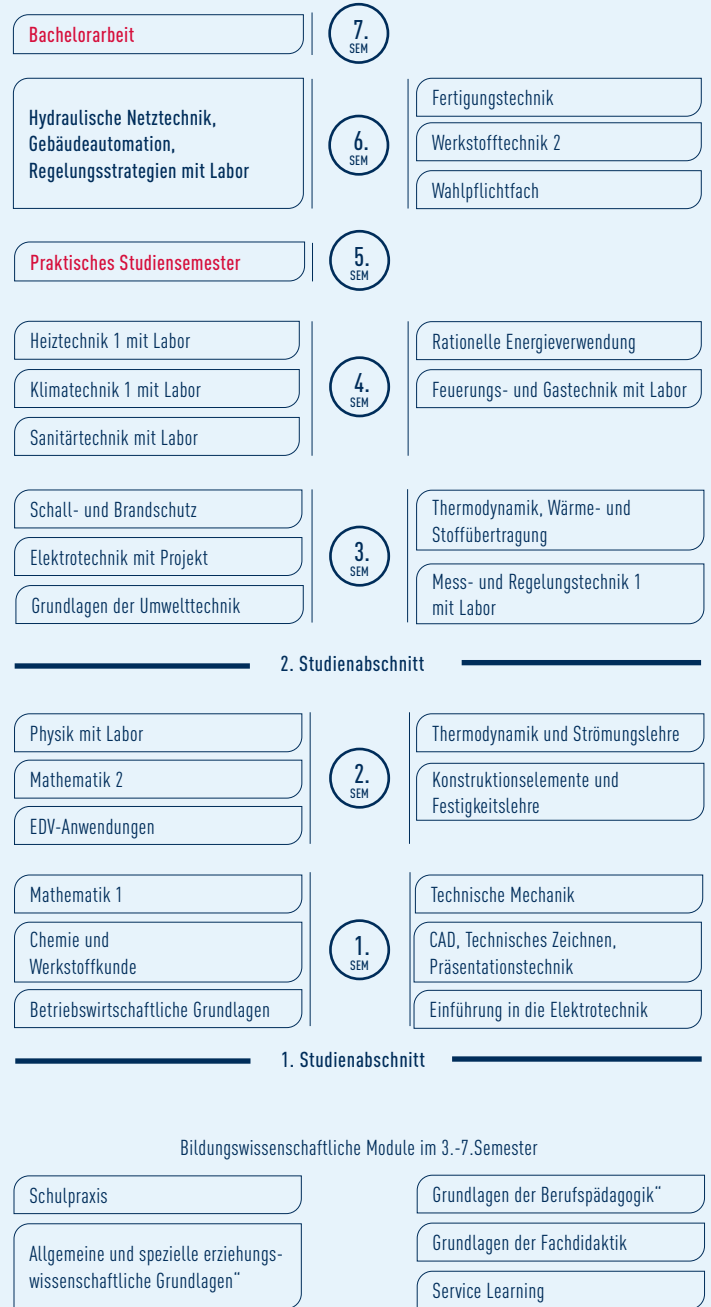 Bachelorarbeit
7.
SEM
Hydraulische Netztechnik,
Gebäudeautomation,
Regelungsstrategien mit Labor
6.
SEM
Fertigungstechnik
Werkstofftechnik 2
Wahlpflichtfach
Praktisches Studiensemester
5.
SEM
Heiztechnik 1 mit Labor
Klimatechnik 1 mit Labor
Sanitärtechnik mit Labor
4.
SEM
Rationelle Energieverwendung
Feuerungs- und Gastechnik mit Labor
Schall- und Brandschutz
Elektrotechnik mit Projekt
Grundlagen der Umwelttechnik
3.
SEM
Thermodynamik, Wärme- und
Stoffübertragung
Mess- und Regelungstechnik 1
mit Labor
2. Studienabschnitt
Physik mit Labor
Mathematik 2
EDV-Anwendungen
2.
SEM
Thermodynamik und Strömungslehre
Konstruktionselemente und
Festigkeitslehre
Mathematik 1
Chemie und
Werkstoffkunde
Betriebswirtschaftliche Grundlagen
1.
SEM
Technische Mechanik
CAD, Technisches Zeichnen,
Präsentationstechnik
Einführung in die Elektrotechnik
1. Studienabschnitt
Bildungswissenschaftliche Module im 3.-7.Semester
Schulpraxis
Allgemeine und spezielle erziehungs-
wissenschaftliche Grundlagen“
Grundlagen der Berufspädagogik“
Grundlagen der Fachdidaktik
Service Learning